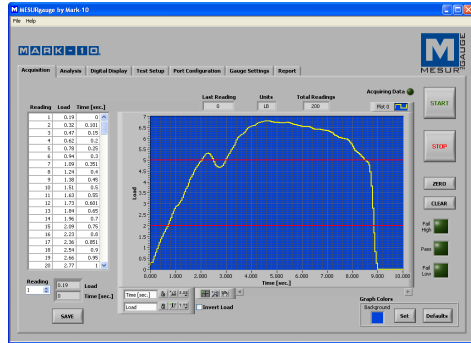 MESURgauge by Mark-10
File Help
MARK-10
M
MESUR GAUGE
Acquisition Analysis Digital Display Test Setup Port Configuration Gauge Settings Report
Last Reading Units Total Readings Acquiring Data
0 LB 200 Plot 0
Reading Load Time [sec.]
1 0.19 0
2 0.32 0.101
3 0.47 0.15
4 0.62 0.2
5 0.78 0.25
6 0.94 0.3
7 1.09 0.351
8 1.24 0.4
9 1.38 0.45
10 1.51 0.5
11 1.63 0.55
12 1.73 0.601
13 1.84 0.65
14 1.96 0.7
15 2.09 0.75
16 2.23 0.8
17 2.36 0.851
18 2.54 0.9
19 2.66 0.95
20 2.77 1
Reading
1
0.19 Load
0 Time [sec.]
SAVE
Load
7
6.5
6
5.5
5
4.5
4
3.5
3
2.5
2
1.5
1
0.5
0
0.000 1.000 2.000 3.000 4.000 5.000 6.000 7.000 8.000 9.000 10.000
Time [sec.]
Time [sec.]
Load
Invert Load
Graph Colors
Background
Set Defaults
START
STOP
ZERO
CLEAR
Fail High
Pass
Fail Low